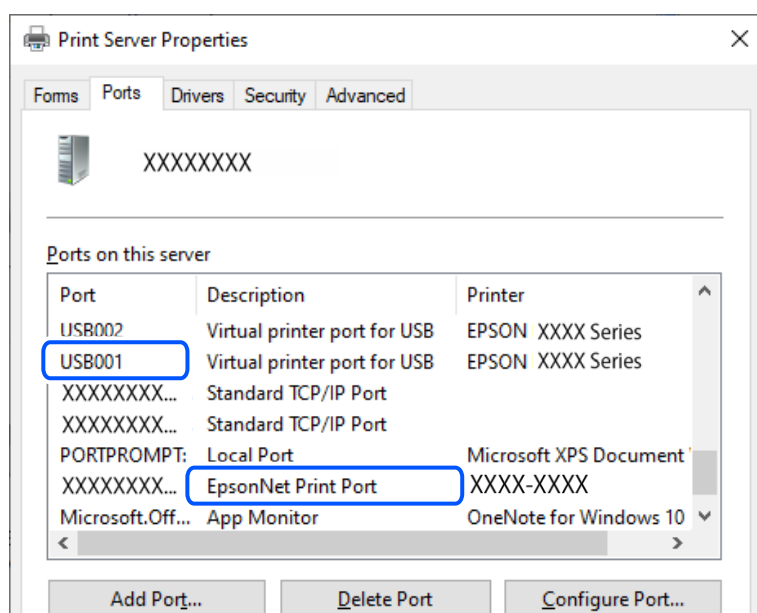 Print Server Properties
Forms Ports Drivers Security Advanced
XXXXXXXX
Ports on this server
Port Description Printer
USB002 Virtual printer port for USB EPSON XXXX Series
USB001 Virtual printer port for USB EPSON XXXX Series
XXXXXXXX... Standard TCP/IP Port
XXXXXXXX... Standard TCP/IP Port
PORTPROMPT: Local Port Microsoft XPS Document
XXXXXXXX... EpsonNet Print Port XXXX-XXXX
Microsoft.Off... App Monitor OneNote for Windows 10
Add Port... Delete Port Configure Port...